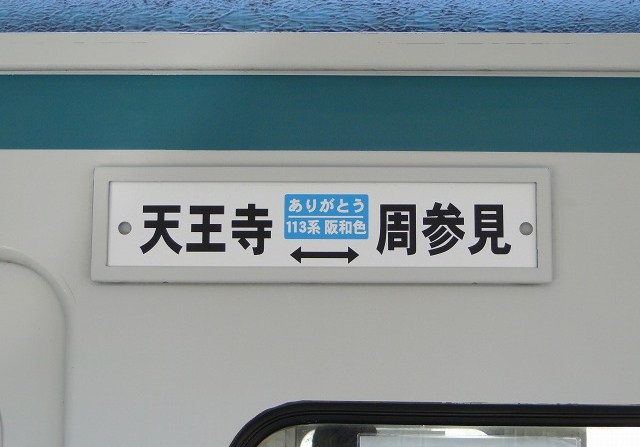 天王寺
ありがとう
113系 阪和色
↔
周参見